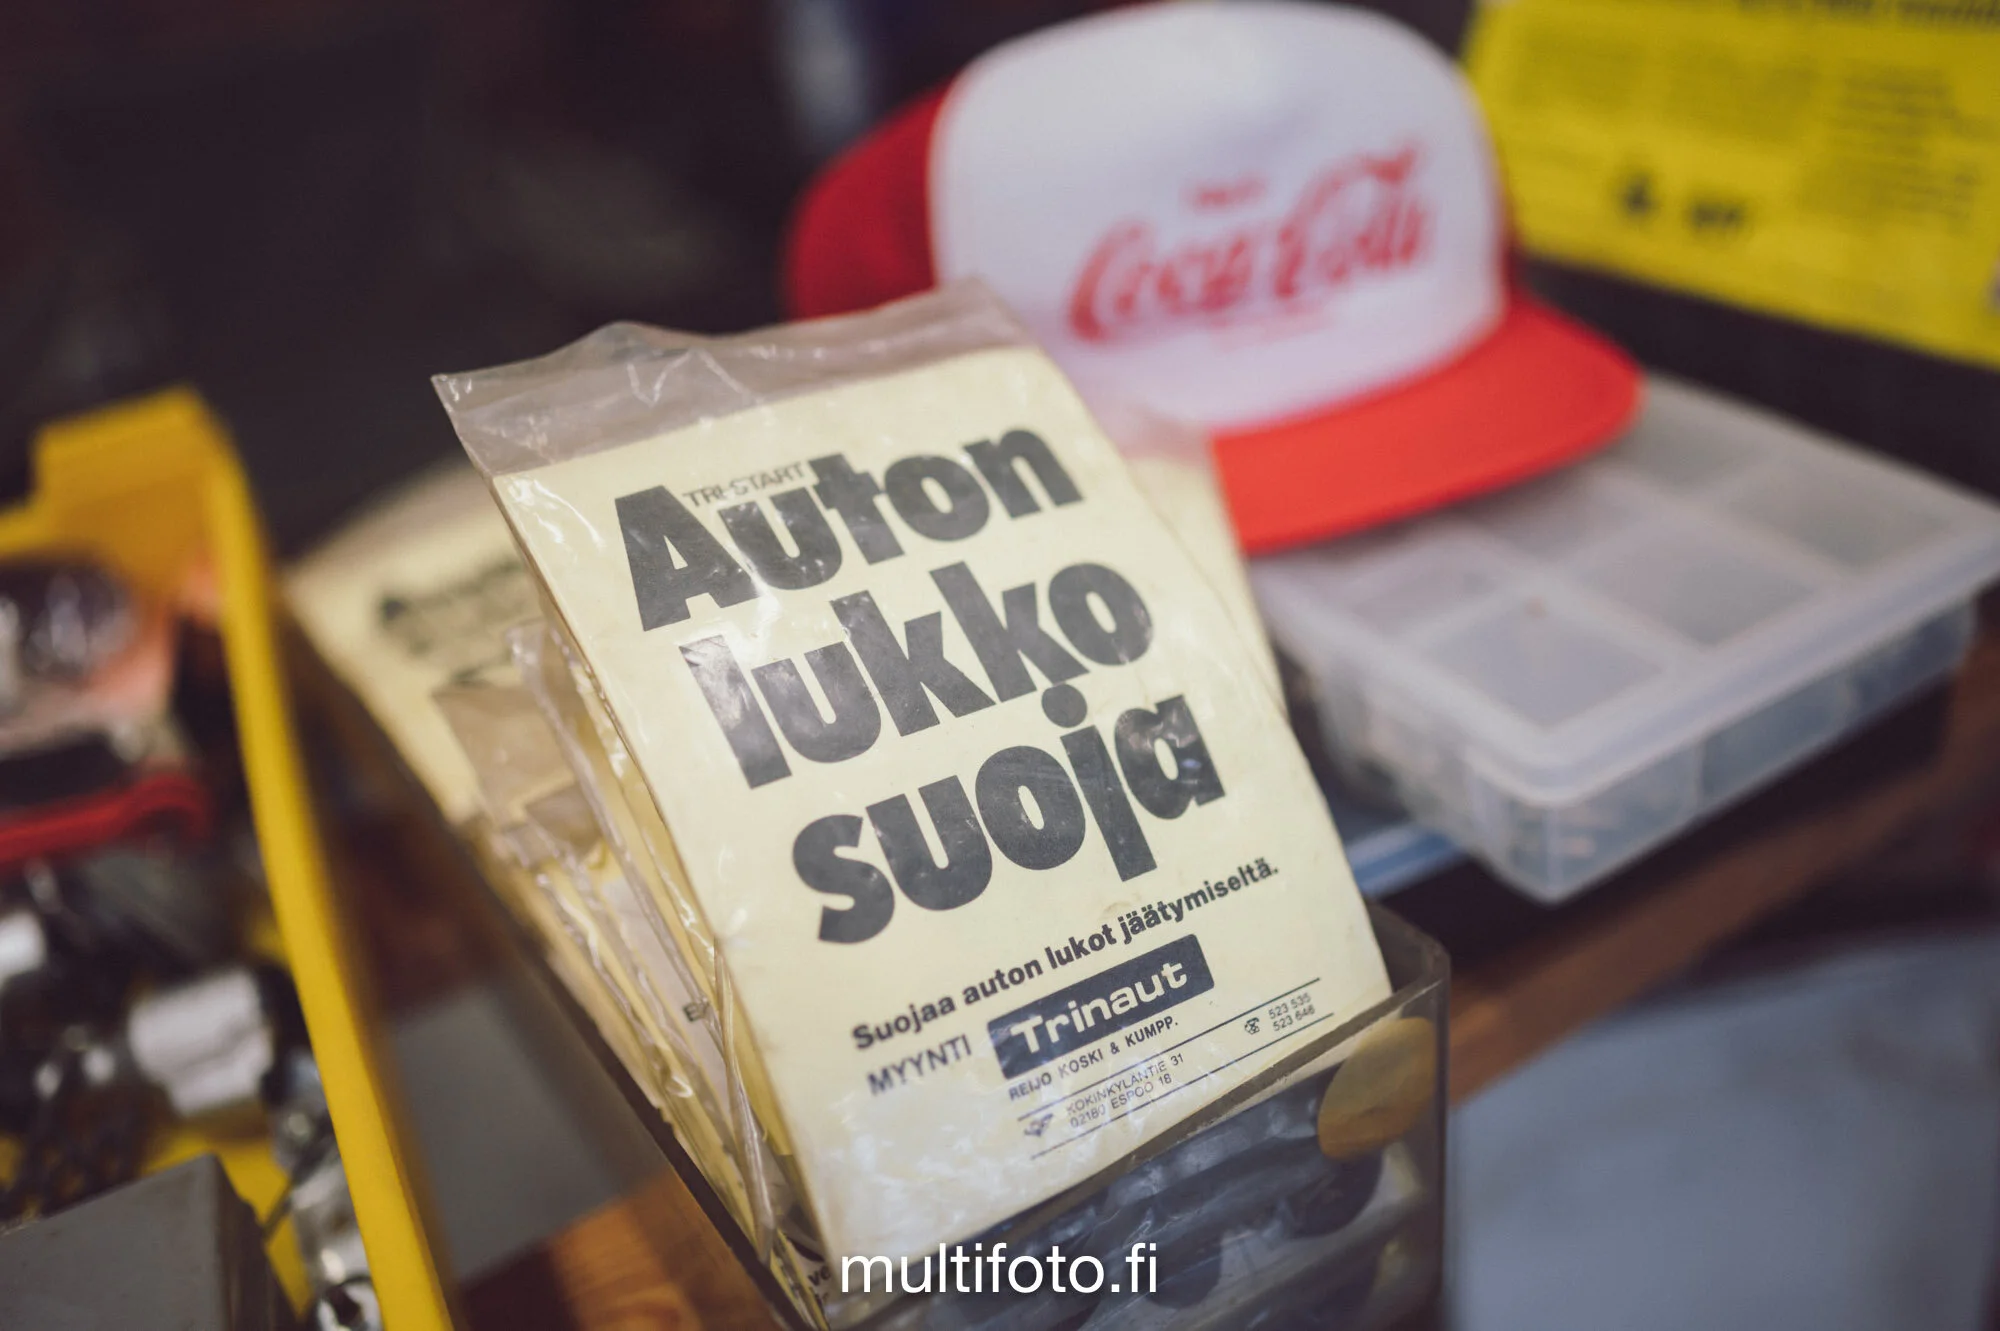 Coca-Cola
TRI-START
Auton
lukko
suoja
Suojaa auton lukot jäätymiseltä.
MYYNTI
Trinaut
REIJO KOSKI & KUMPP.
523 535
523 646
KOKINKYLÄNTIE 31
02180 ESPOO 18
multifoto.fi